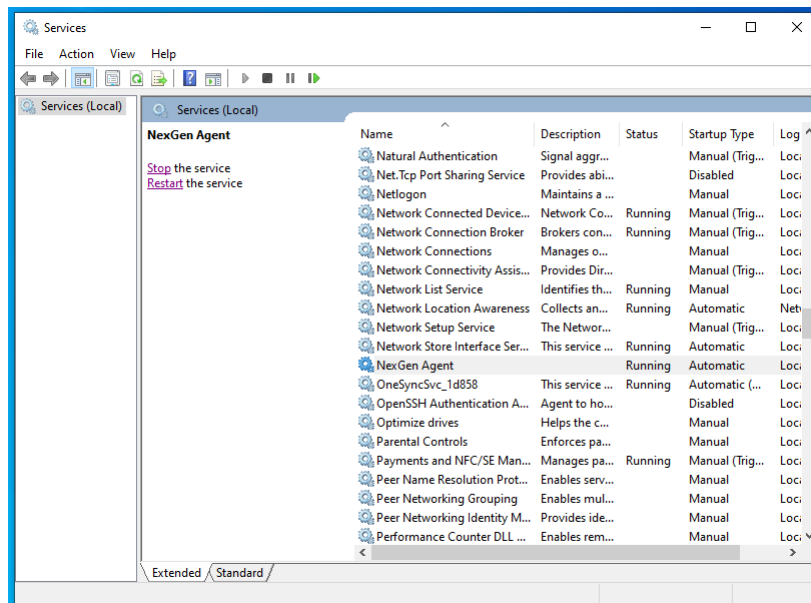 Services
File Action View Help
Services (Local)
Services (Local)
NexGen Agent
Stop the service
Restart the service
Name Description Status Startup Type Log
Natural Authentication Signal aggr... Manual (Trig... Loca
Net.Tcp Port Sharing Service Provides abi... Disabled Loca
Netlogon Maintains a ... Manual Loca
Network Connected Device... Network Co... Running Manual (Trig... Loca
Network Connection Broker Brokers con... Running Manual (Trig... Loca
Network Connections Manages o... Manual Loca
Network Connectivity Assis... Provides Dir... Manual (Trig... Loca
Network List Service Identifies th... Running Manual Loca
Network Location Awareness Collects an... Running Automatic Netw
Network Setup Service The Networ... Manual (Trig... Loca
Network Store Interface Ser... This service ... Running Automatic Loca
NexGen Agent Running Automatic Loca
OneSyncSvc_1d858 This service ... Running Automatic (... Loca
OpenSSH Authentication A... Agent to ho... Disabled Loca
Optimize drives Helps the c... Manual Loca
Parental Controls Enforces pa... Manual Loca
Payments and NFC/SE Man... Manages pa... Running Manual (Trig... Loca
Peer Name Resolution Prot... Enables serv... Manual Loca
Peer Networking Grouping Enables mul... Manual Loca
Peer Networking Identity M... Provides ide... Manual Loca
Performance Counter DLL ... Enables rem... Manual Loca
Extended Standard